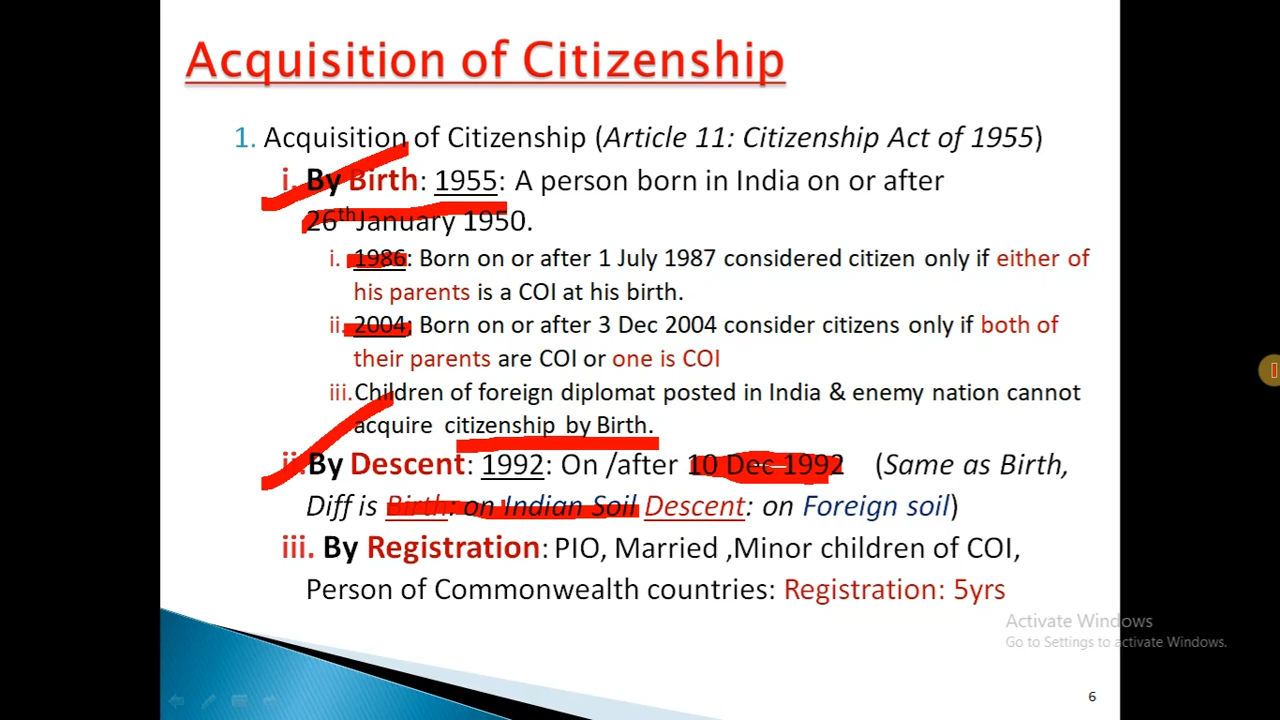 Acquisition of Citizenship
1. Acquisition of Citizenship (Article 11: Citizenship Act of 1955)
i. By Birth: 1955: A person born in India on or after
26th January 1950.
i. 1986: Born on or after 1 July 1987 considered citizen only if either of
his parents is a COI at his birth.
ii. 2004; Born on or after 3 Dec 2004 consider citizens only if both of
their parents are COI or one is COI
iii. Children of foreign diplomat posted in India & enemy nation cannot
acquire citizenship by Birth.
ii. By Descent: 1992: On /after 10 Dec 1992 (Same as Birth,
Diff is Birth: on Indian Soil Descent: on Foreign soil)
iii. By Registration: PIO, Married ,Minor children of COI,
Person of Commonwealth countries: Registration: 5yrs
Activate Windows
Go to Settings to activate Windows.
6